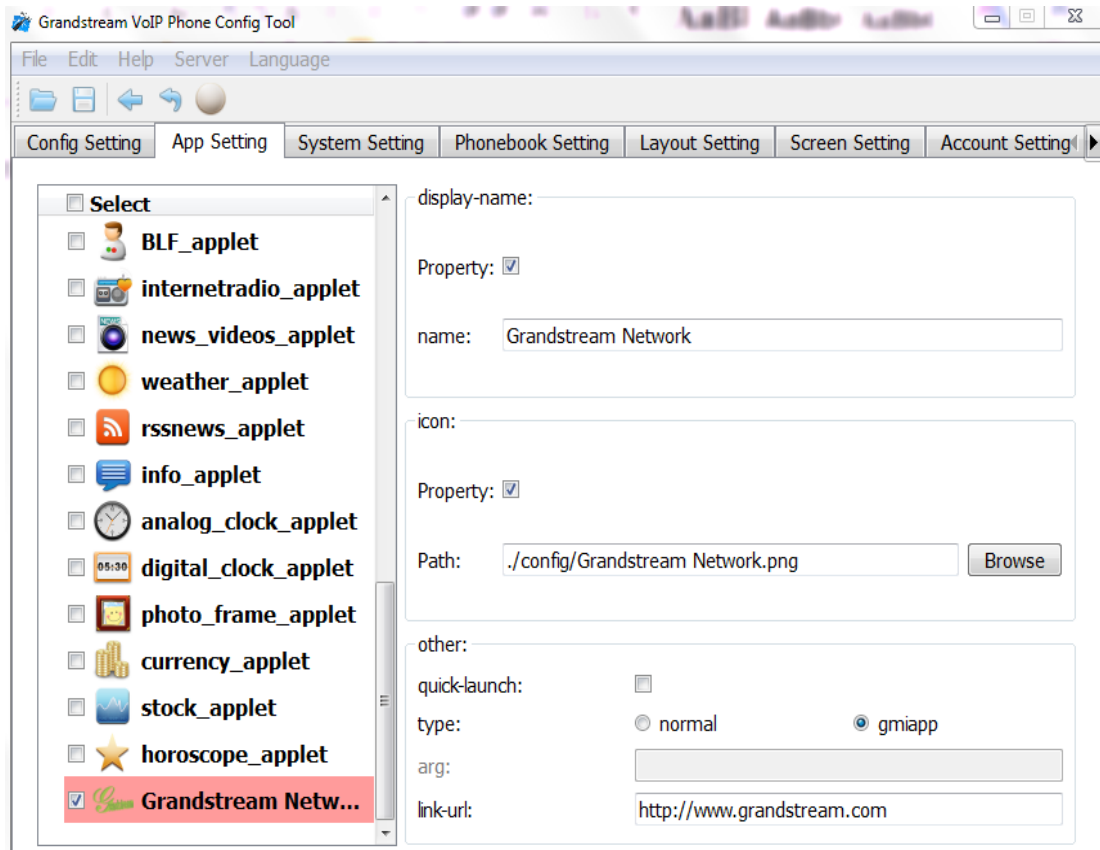 Grandstream VoIP Phone Config Tool
File Edit Help Server Language
Config Setting App Setting System Setting Phonebook Setting Layout Setting Screen Setting Account Setting
Select
BLF_applet
internetradio_applet
news_videos_applet
weather_applet
rssnews_applet
info_applet
analog_clock_applet
05:30 digital_clock_applet
photo_frame_applet
currency_applet
stock_applet
horoscope_applet
Grandstream Netw...
display-name:
Property:
name: Grandstream Network
icon:
Property:
Path: ./config/Grandstream Network.png Browse
other:
quick-launch:
type: normal gmiapp
arg:
link-url: http://www.grandstream.com